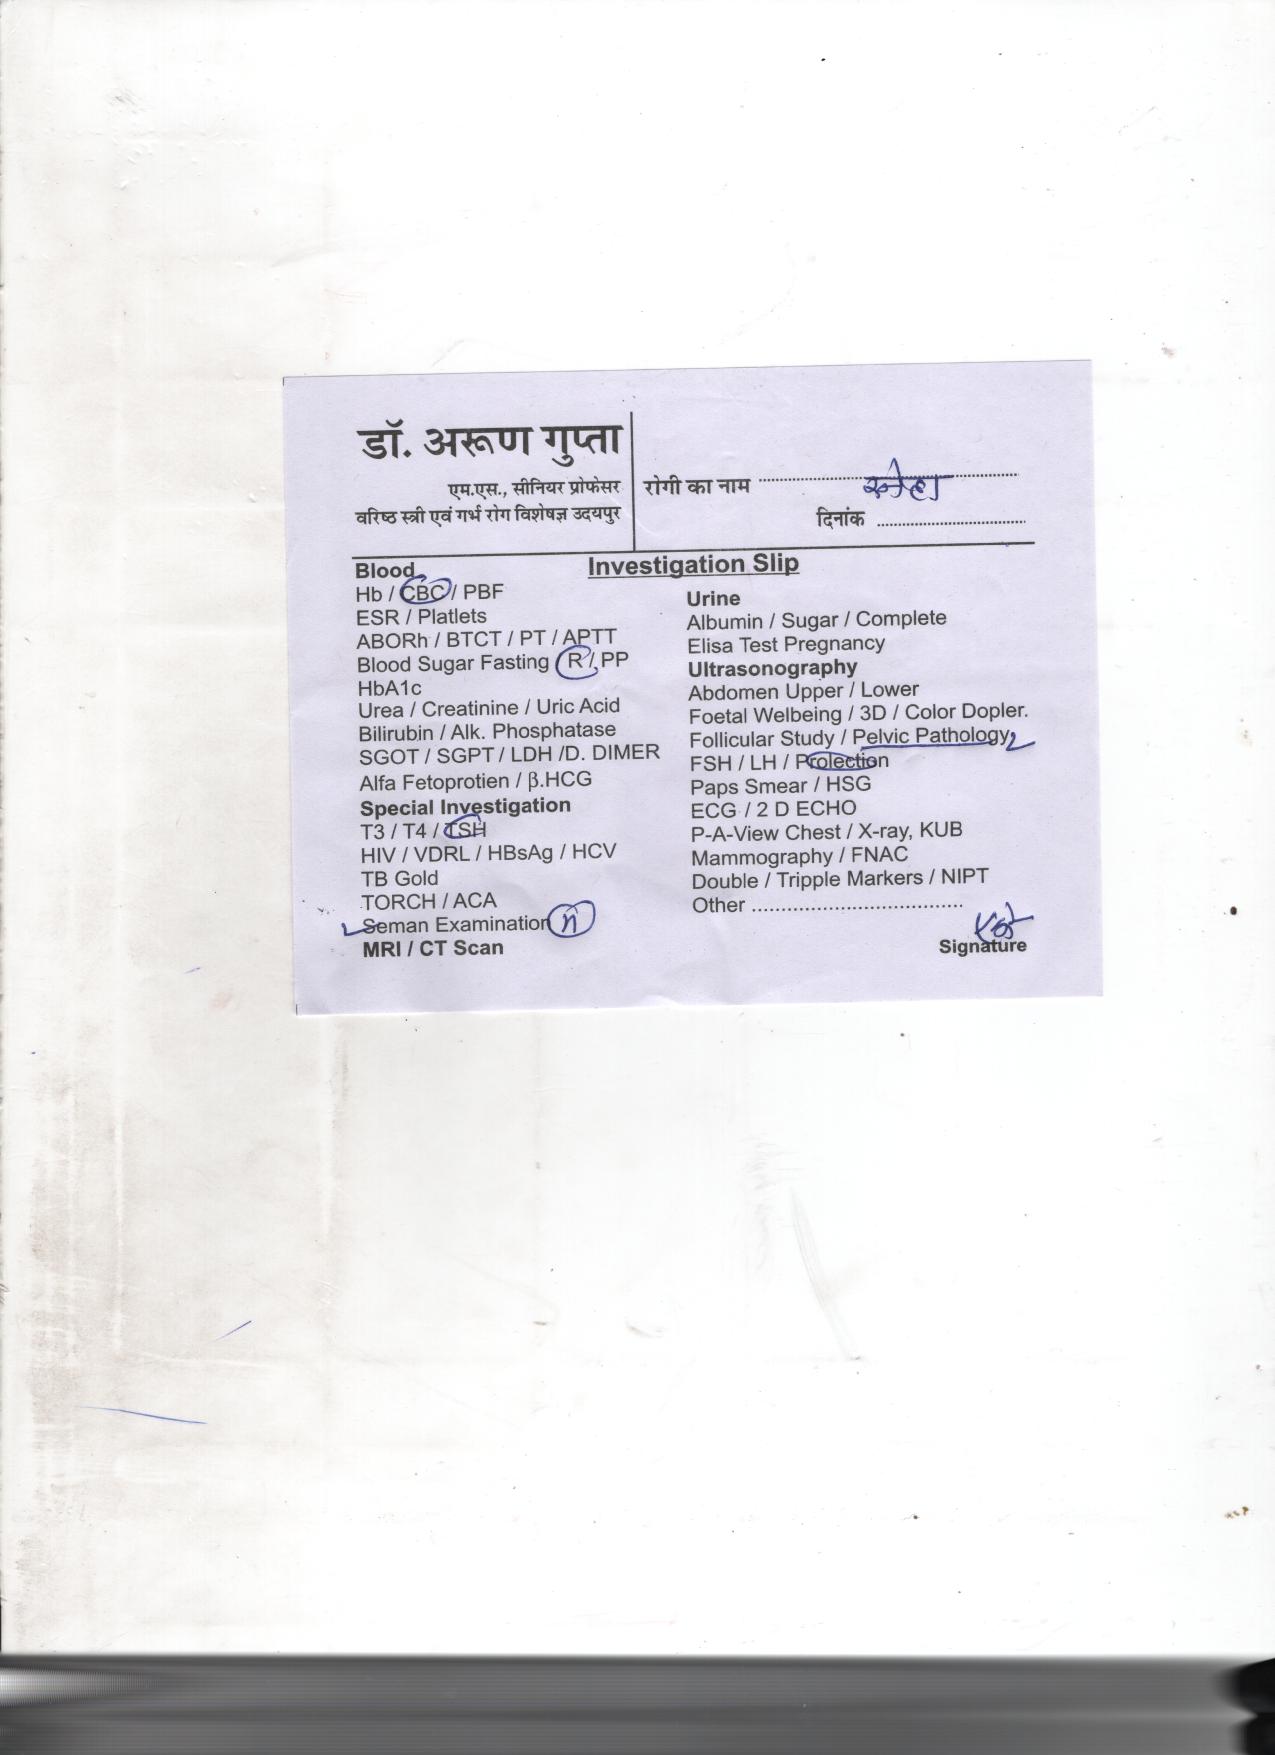 डॉ. अरूण गुप्ता
एम.एस., सीनियर प्रोफेसर
वरिष्ठ स्त्री एवं गर्भ रोग विशेषज्ञ उदयपुर
रोगी का नाम .......... स्नेहा
दिनांक ..........
Investigation Slip
Blood
Hb / CBC / PBF
ESR / Platlets
ABORh / BTCT / PT / APTT
Blood Sugar Fasting / R / PP
HbA1c
Urea / Creatinine / Uric Acid
Bilirubin / Alk. Phosphatase
SGOT / SGPT / LDH /D. DIMER
Alfa Fetoprotien / β.HCG
Special Investigation
T3 / T4 / TSH
HIV / VDRL / HBsAg / HCV
TB Gold
TORCH / ACA
Seman Examination
MRI / CT Scan
Urine
Albumin / Sugar / Complete
Elisa Test Pregnancy
Ultrasonography
Abdomen Upper / Lower
Foetal Welbeing / 3D / Color Dopler.
Follicular Study / Pelvic Pathology
FSH / LH / Prolection
Paps Smear / HSG
ECG / 2 D ECHO
P-A-View Chest / X-ray, KUB
Mammography / FNAC
Double / Tripple Markers / NIPT
Other ..........
Signature